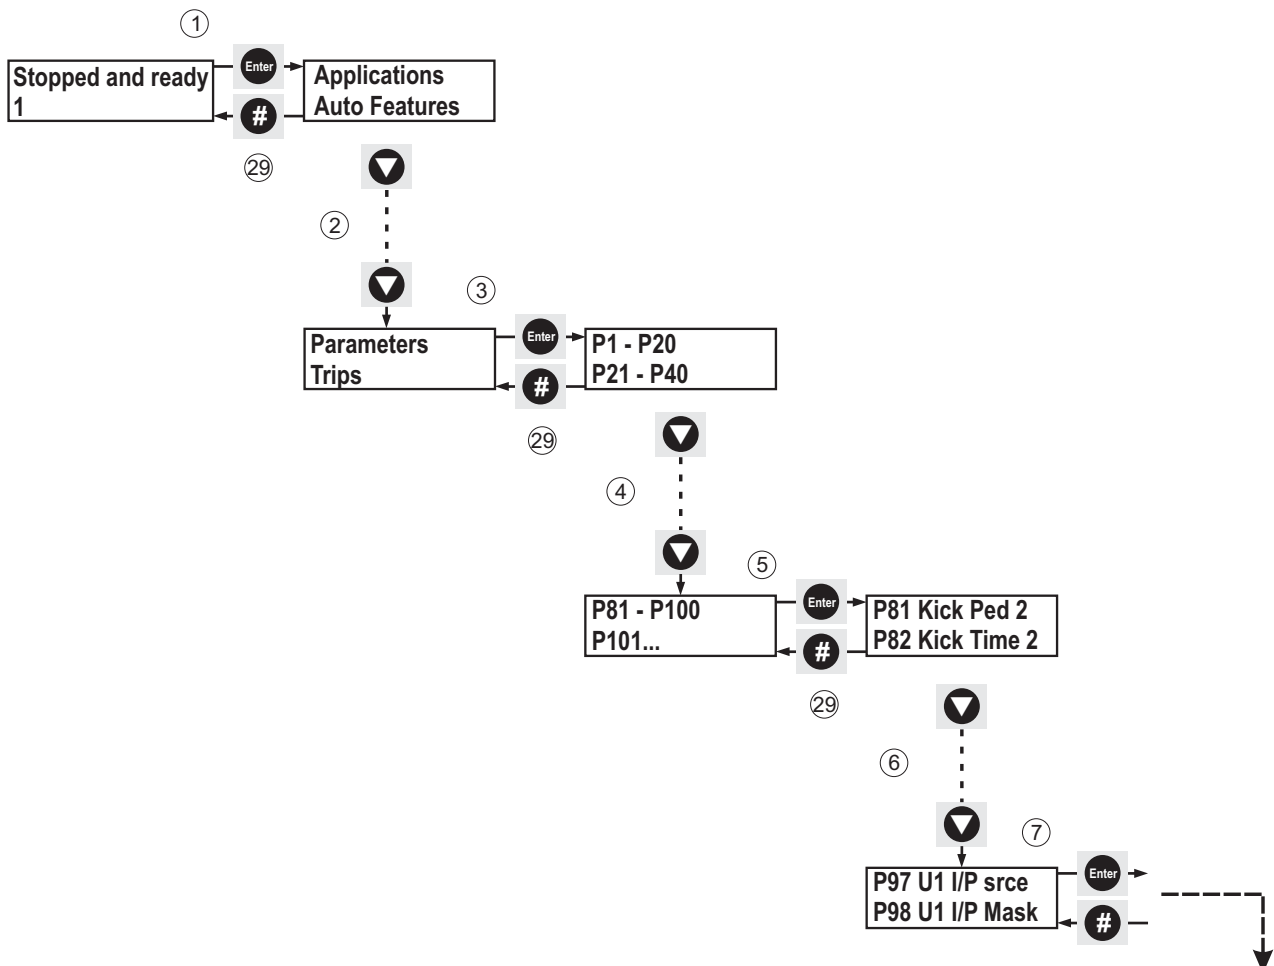 1
Stopped and ready
1
Enter
#
Applications
Auto Features
29
2
3
Parameters
Trips
Enter
#
P1 - P20
P21 - P40
29
4
5
P81 - P100
P101...
Enter
#
P81 Kick Ped 2
P82 Kick Time 2
29
6
7
P97 U1 I/P srce
P98 U1 I/P Mask
Enter
#